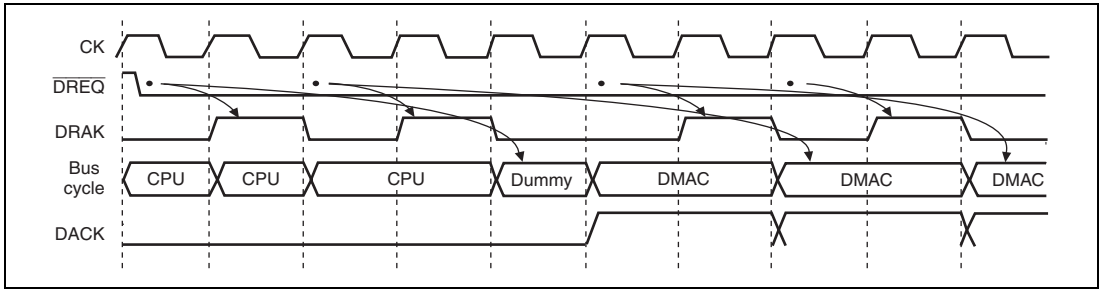 CK
DREQ
DRAK
Bus
cycle
CPU CPU CPU Dummy DMAC DMAC DMAC
DACK